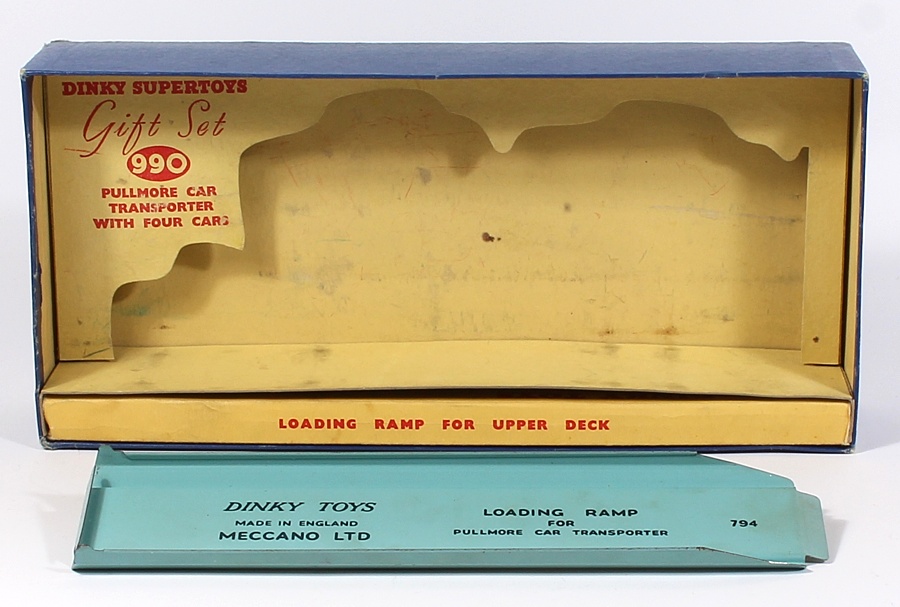 DINKY SUPERTOYS
Gift Set
990
PULLMORE CAR
TRANSPORTER
WITH FOUR CARS
LOADING RAMP FOR UPPER DECK
DINKY TOYS
MADE IN ENGLAND
MECCANO LTD
LOADING RAMP
FOR
PULLMORE CAR TRANSPORTER
794